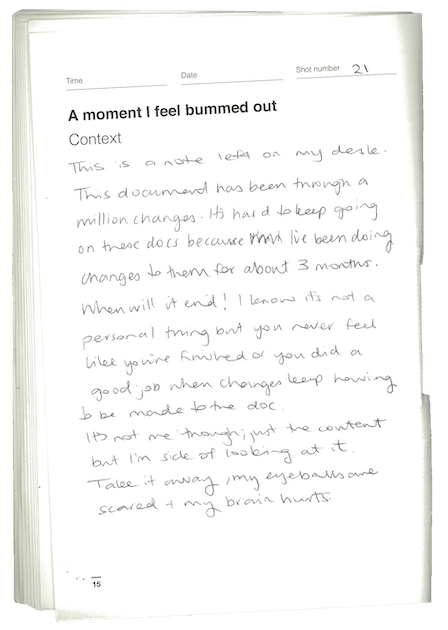 Time
Date
Shot number 21
A moment I feel bummed out
Context
This is a note left on my desk.
This document has been through a
million changes. It's hard to keep going
on these docs because I've been doing
changes to them for about 3 months.
When will it end! I know it's not a
personal thing but you never feel
like you're finished or you did a
good job when changes keep having
to be made to the doc.
It's not me though; just the content
but I'm sick of looking at it.
Take it away, my eyeballs are
scared + my brain hurts.
15